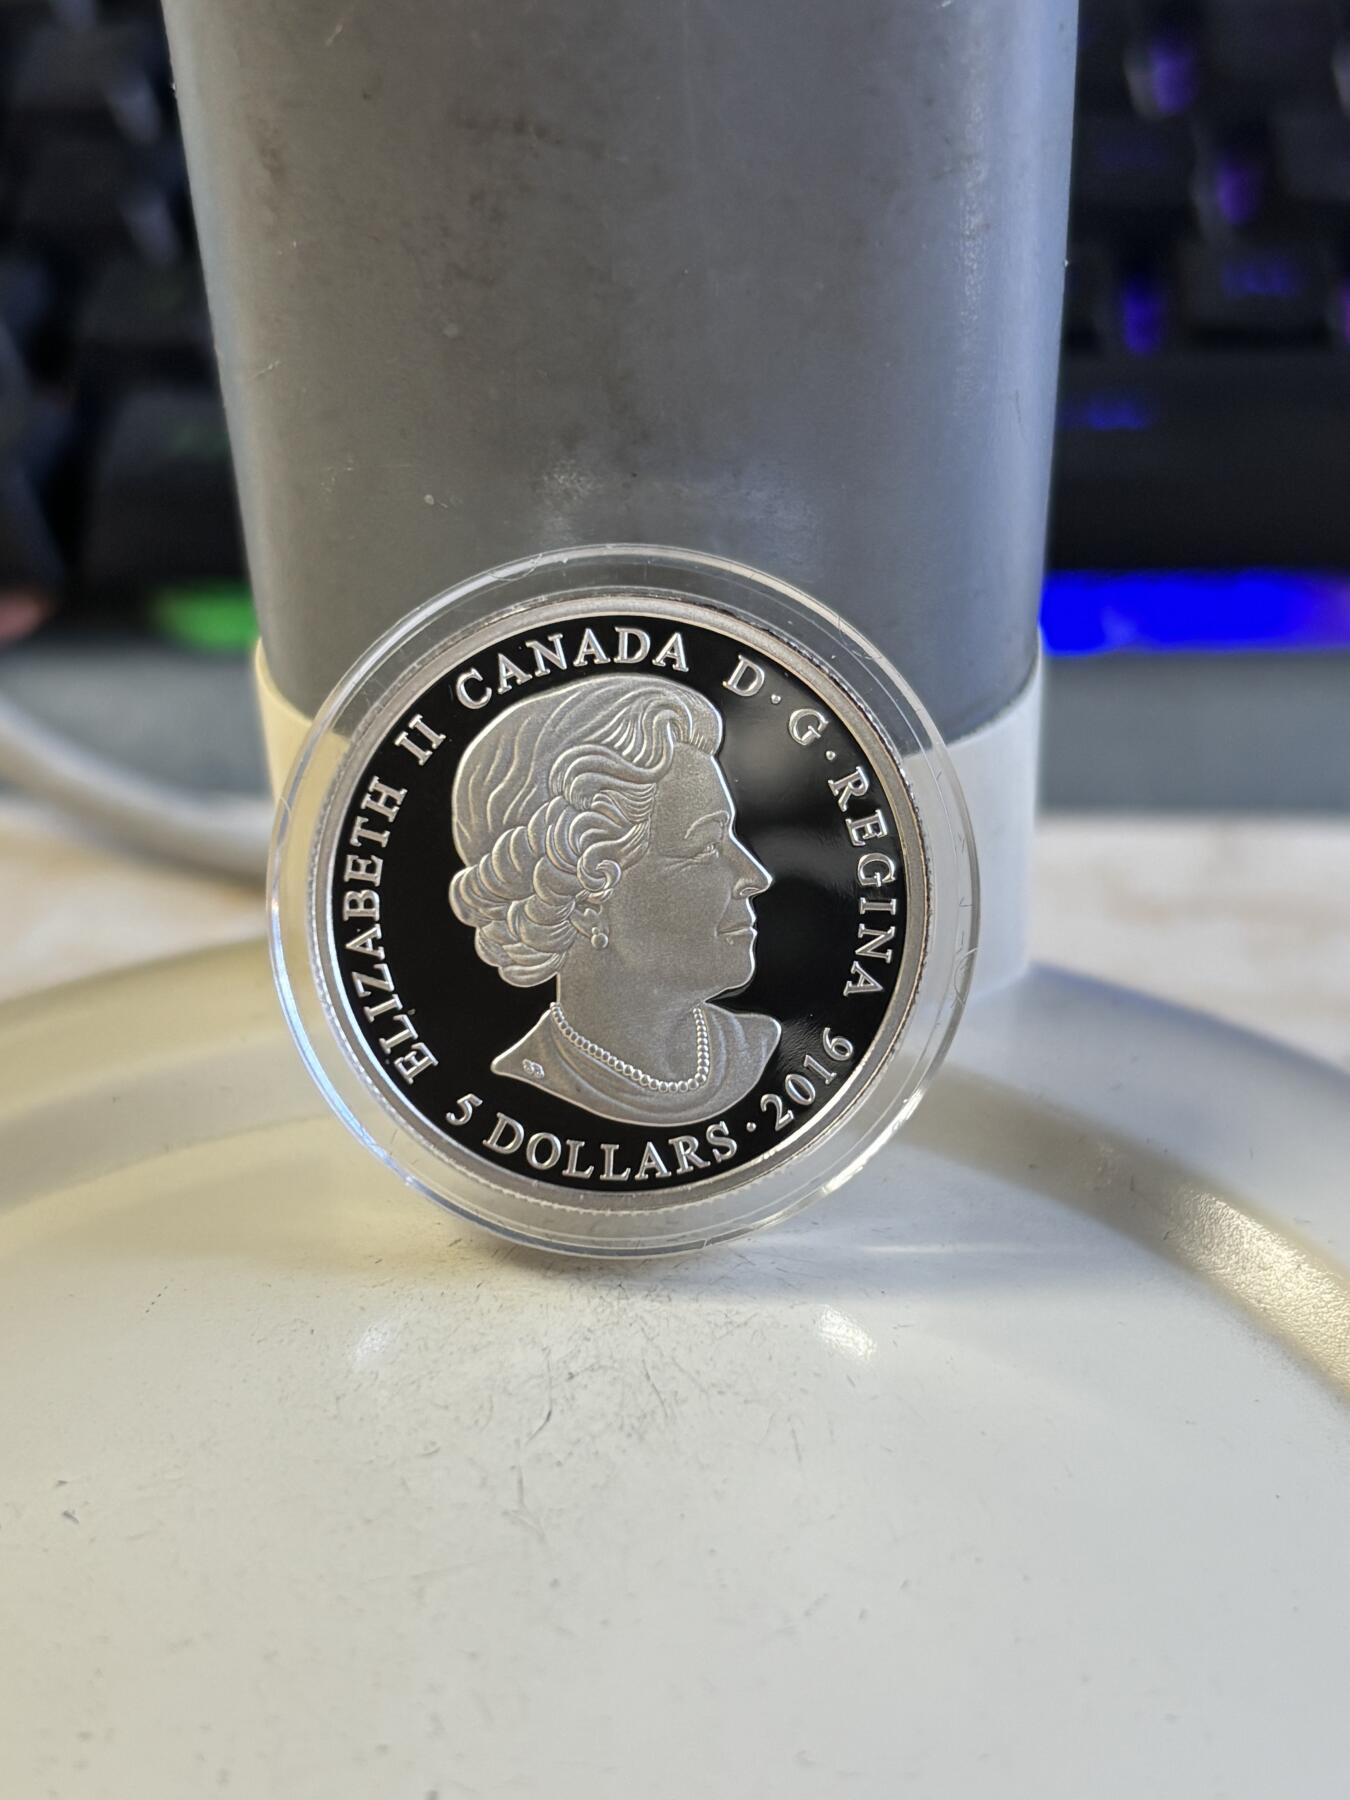 ELIZABETH II CANADA D·G·REGINA
5 DOLLARS·2016